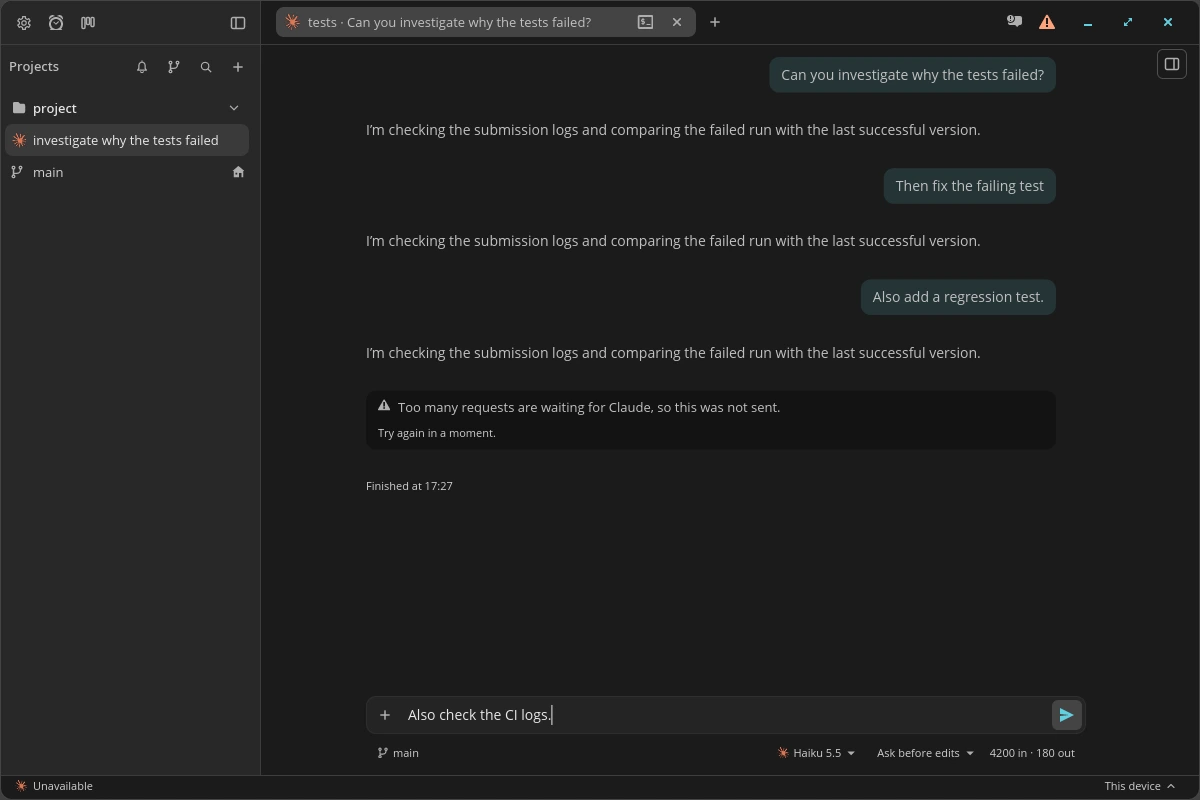 tests · Can you investigate why the tests failed?
Projects
project
investigate why the tests failed
main
Can you investigate why the tests failed?
I'm checking the submission logs and comparing the failed run with the last successful version.
Then fix the failing test
I'm checking the submission logs and comparing the failed run with the last successful version.
Also add a regression test.
I'm checking the submission logs and comparing the failed run with the last successful version.
Too many requests are waiting for Claude, so this was not sent.
Try again in a moment.
Finished at 17:27
Also check the CI logs.
main
Haiku 5.5
Ask before edits
4200 in · 180 out
Unavailable
This device